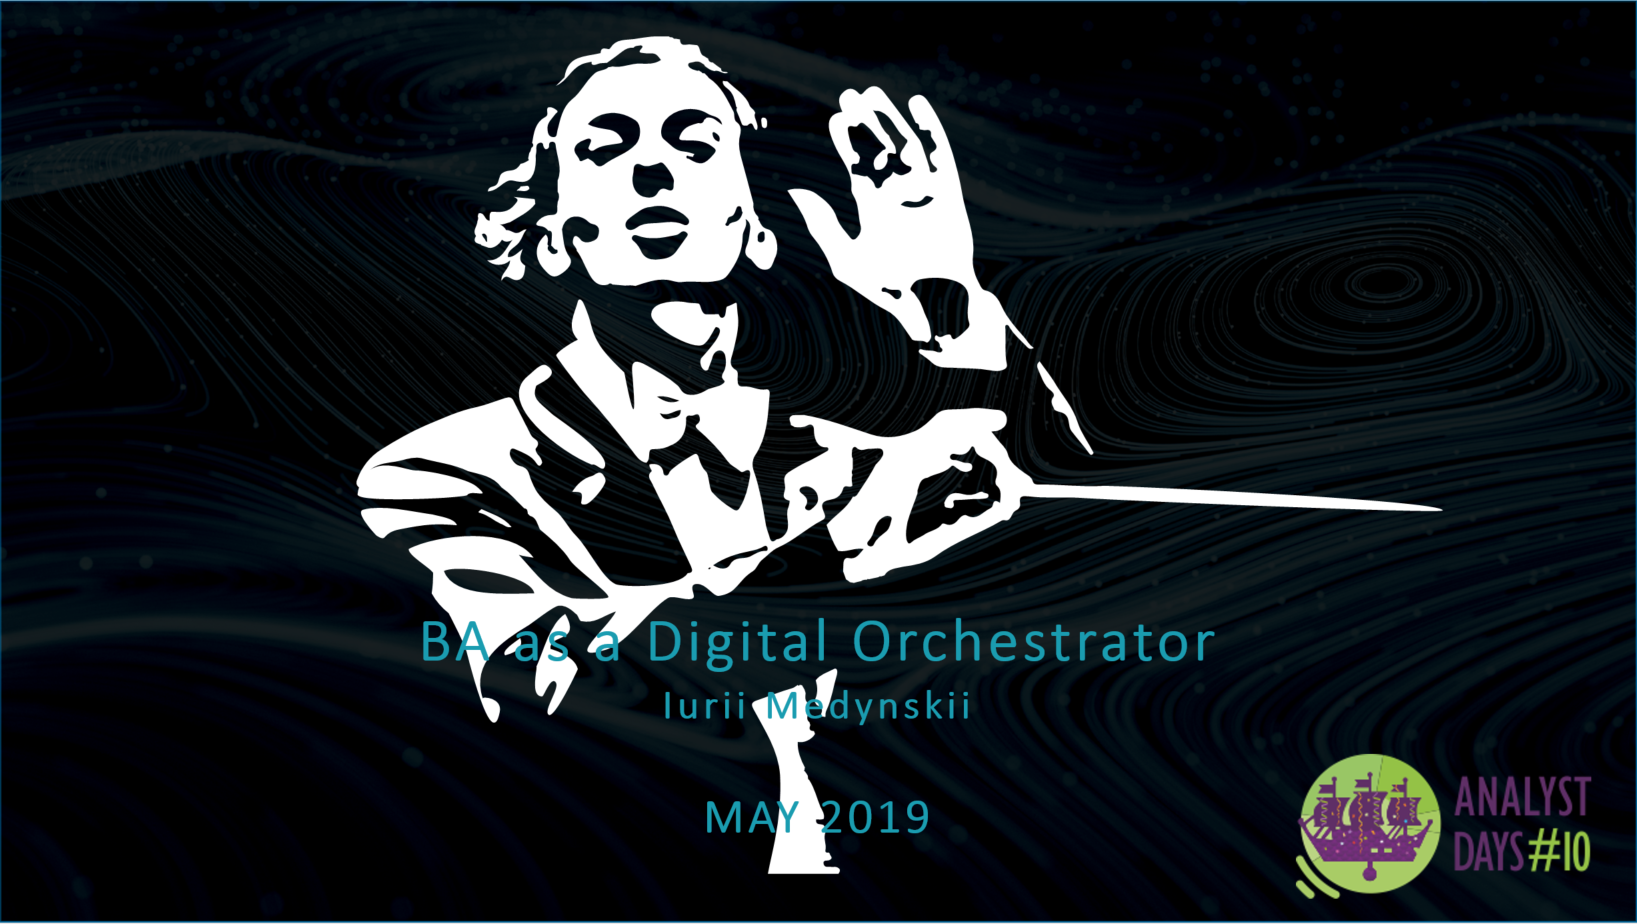 BA as a Digital Orchestrator
Iurii Medynskii
MAY 2019
ANALYST
DAYS#10